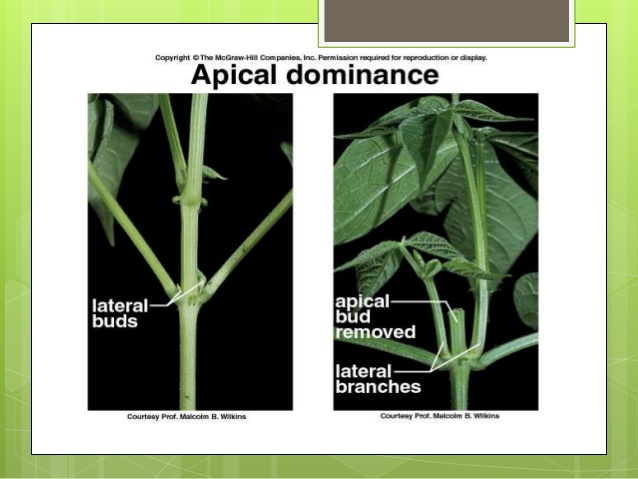 Copyright © The McGraw-Hill Companies, Inc. Permission required for reproduction or display.
Apical dominance
lateral
buds
apical
bud
removed
lateral
branches
Courtesy Prof. Malcolm B. Wilkins
Courtesy Prof. Malcolm B. Wilkins